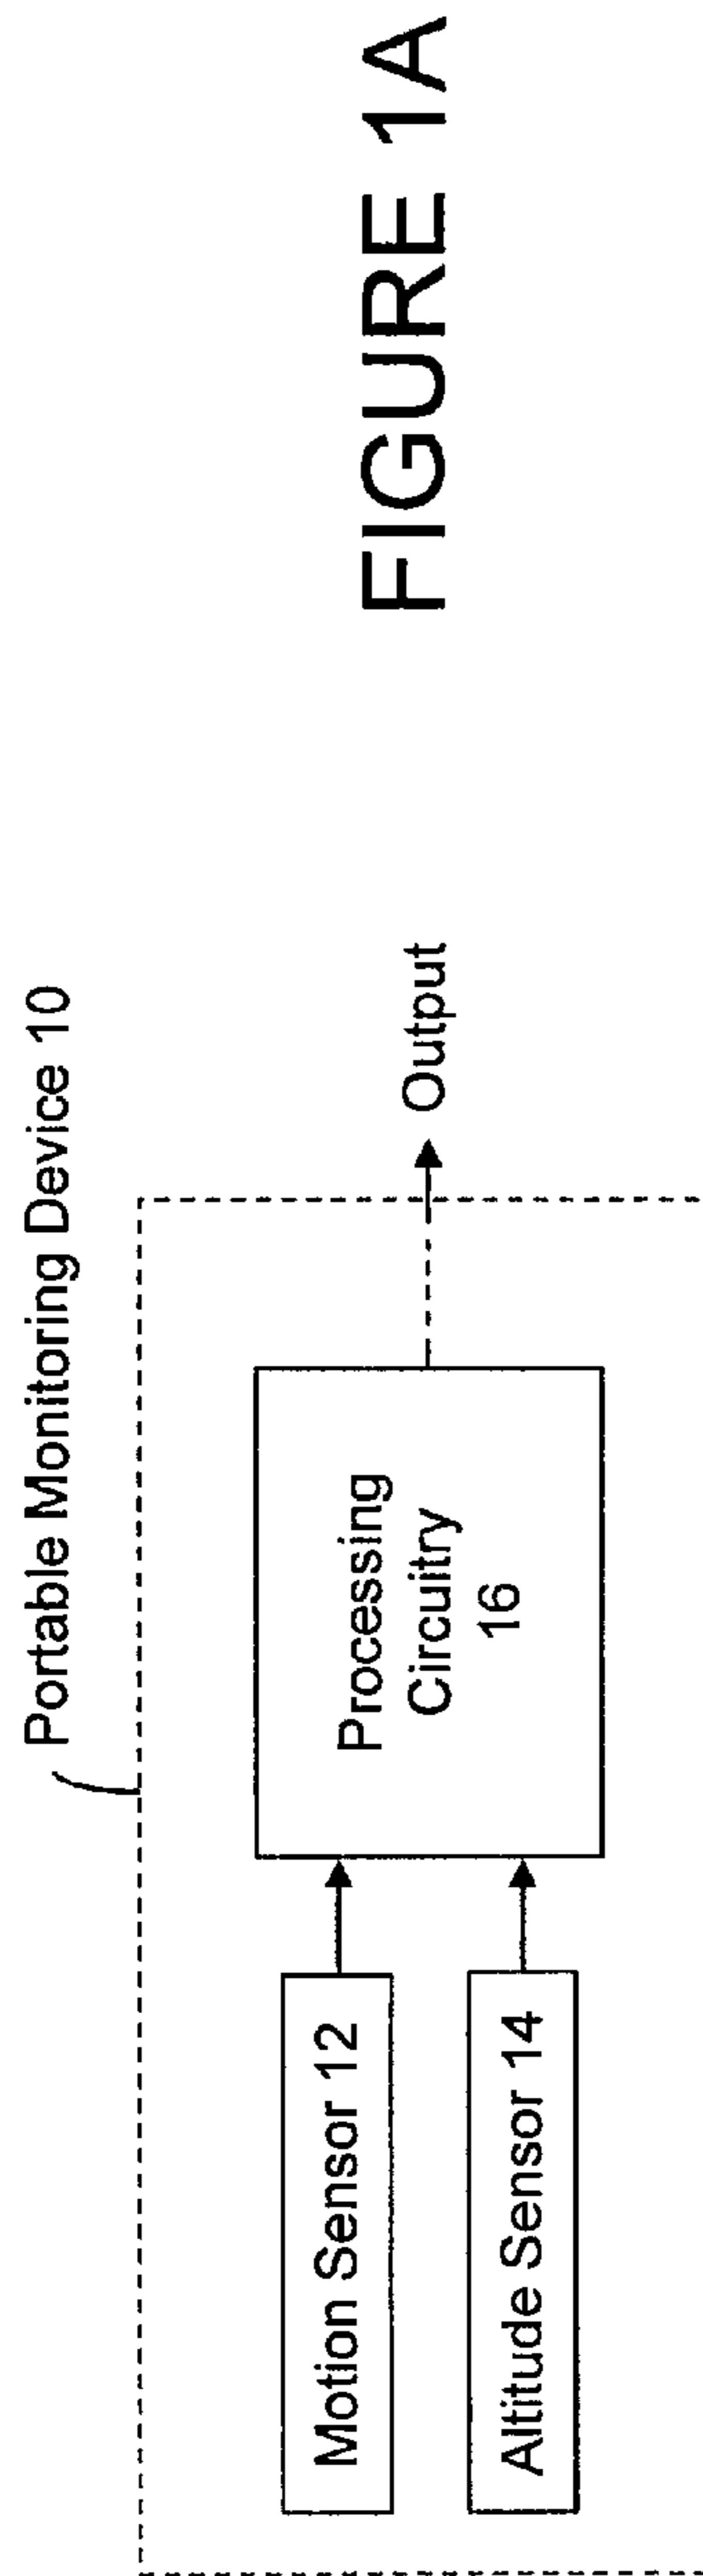 Portable Monitoring Device 10
Motion Sensor 12
Altitude Sensor 14
Processing
Circuitry
16
Output
FIGURE 1A